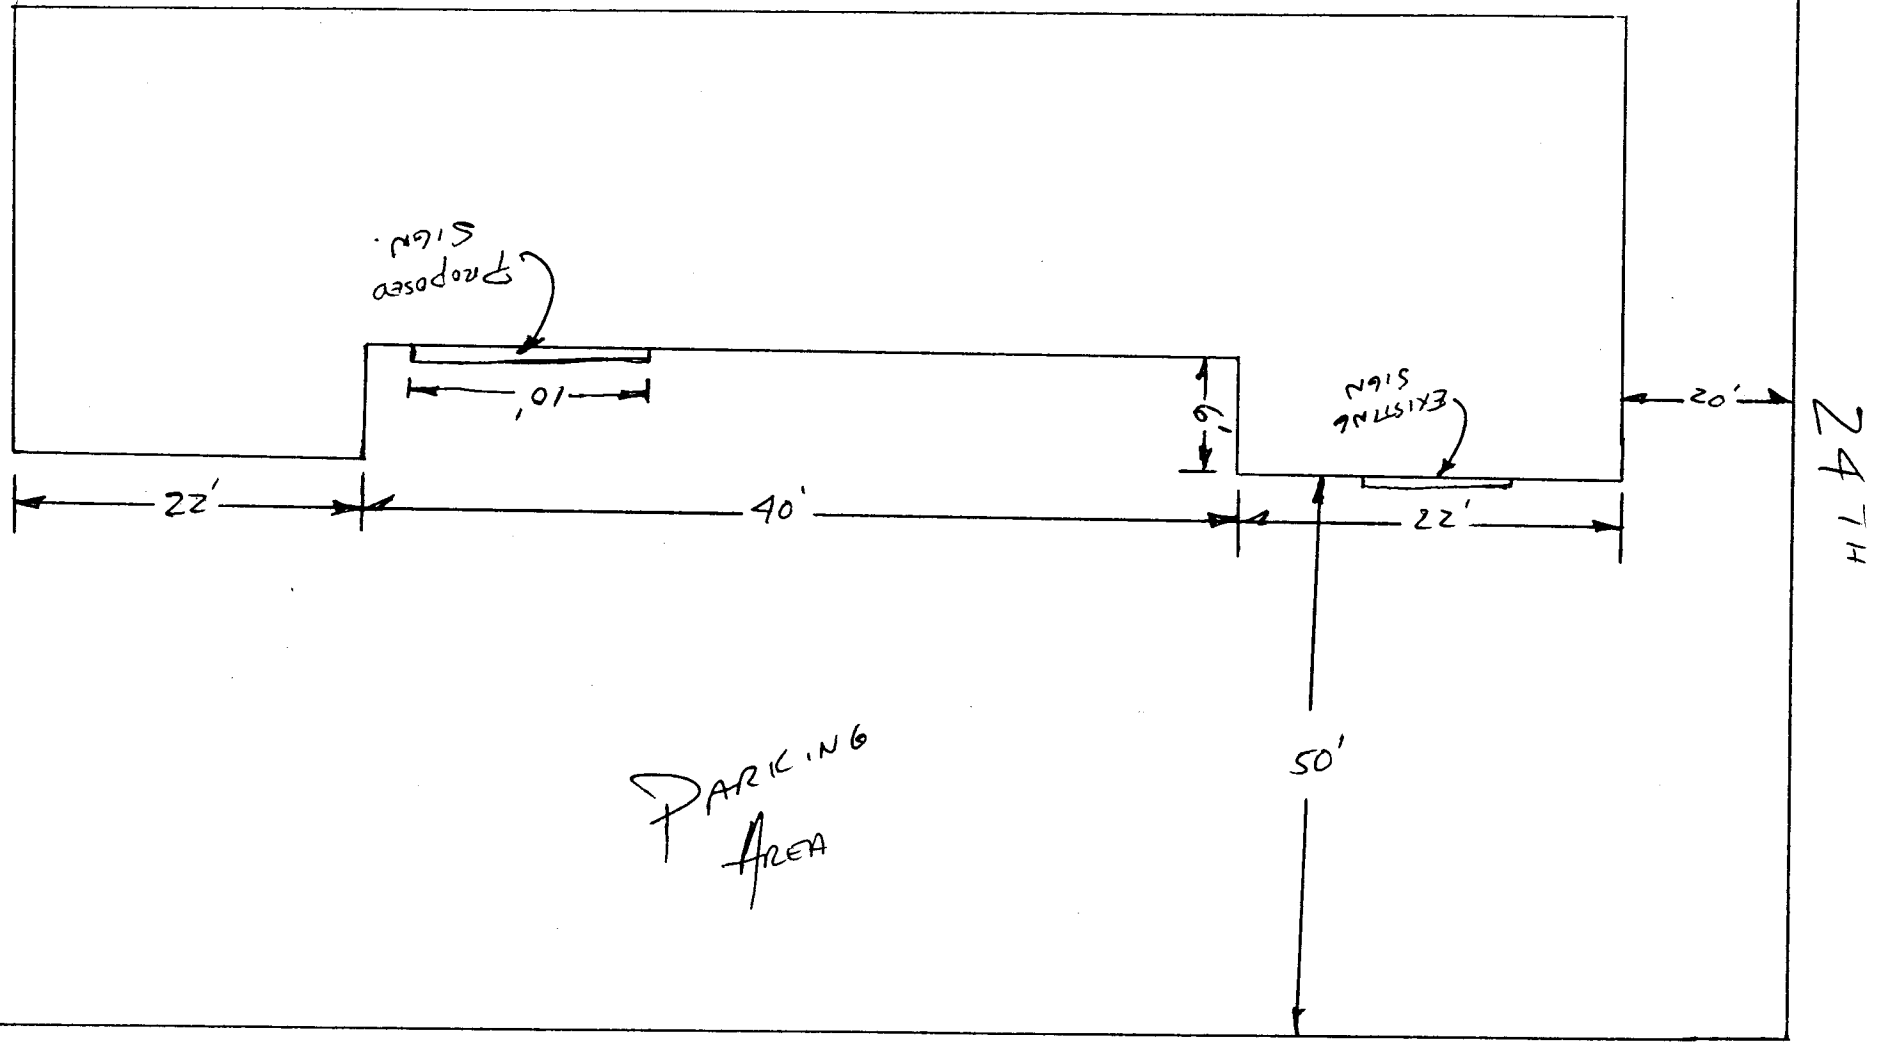 PROPOSED
SIGN.
10'
6'
EXISTING
SIGN
20'
24TH
22'
40'
22'
50'
PARKING
AREA